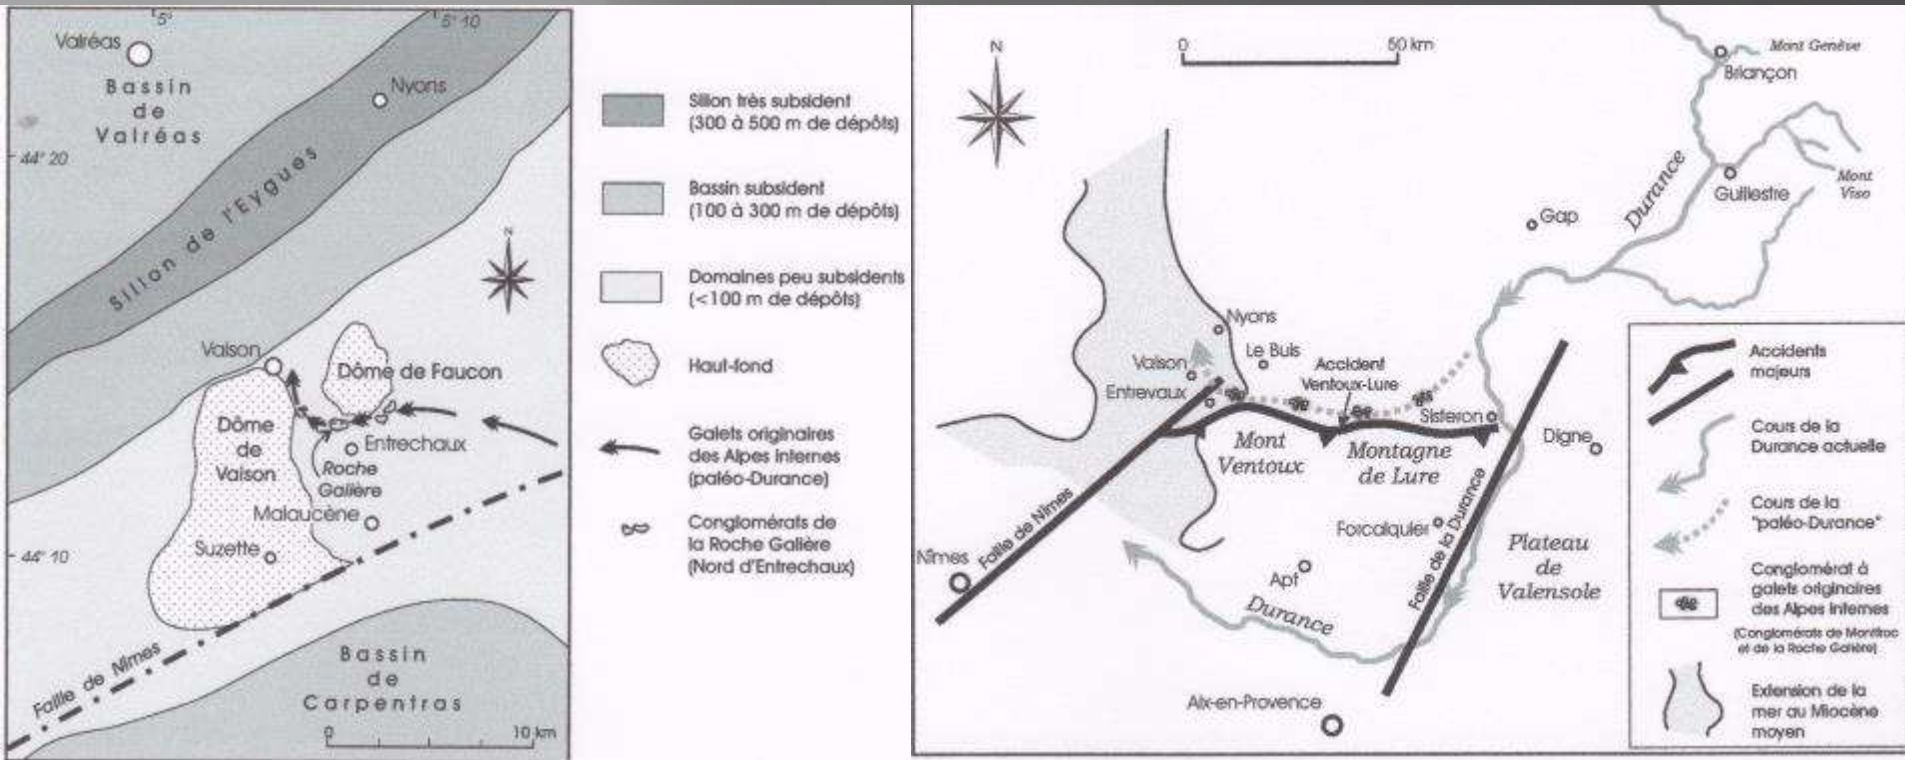 5°
5° 10
Valréas
Bassin
de
Valréas
Nyons
44° 20
Sillon de l'Eygues
N
Vaison
Dôme de Faucon
Dôme
de
Vaison
Entrechaux
Roche
Galière
Malaucène
44° 10
Suzette
Faille de Nîmes
Bassin
de
Carpentras
0
10 km
Sillon très subsident
(300 à 500 m de dépôts)
Bassin subsident
(100 à 300 m de dépôts)
Domaines peu subsidents
(<100 m de dépôts)
Haut-fond
Galets originaires
des Alpes internes
(paléo-Durance)
Conglomérats de
la Roche Galière
(Nord d'Entrechaux)
N
0
50 km
Mont Genève
Briançon
Durance
Guillestre
Mont
Viso
Gap
Nyons
Vaison
Le Buis
Entrevaux
Accident
Ventoux-Lure
Sisteron
Digne
Mont
Ventoux
Montagne
de Lure
Faille de Nîmes
Nîmes
Forcalquier
Faille de la Durance
Apt
Durance
Plateau
de
Valensole
Aix-en-Provence
Accidents
majeurs
Cours de la
Durance actuelle
Cours de la
"paléo-Durance"
Conglomérat à
galets originaires
des Alpes internes
(Conglomérats de Montfroc
et de la Roche Galière)
Extension de la
mer au Miocène
moyen